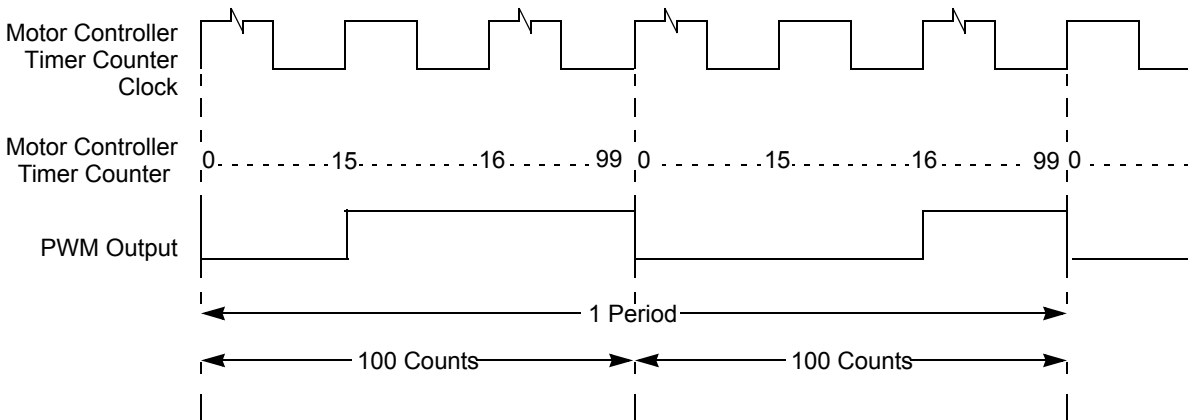 Motor Controller
Timer Counter
Clock
Motor Controller
Timer Counter
0 15 16 99 0 15 16 99 0
PWM Output
1 Period
100 Counts 100 Counts